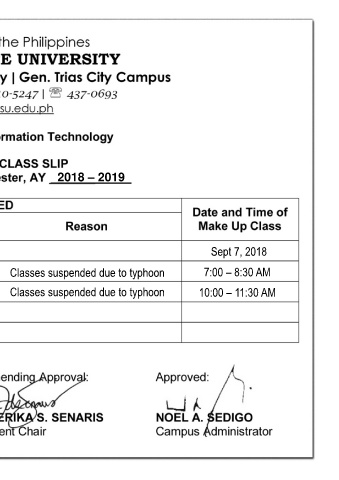 the Philippines
E UNIVERSITY
y | Gen. Trias City Campus
0-5247 | ☏ 437-0693
su.edu.ph
rmation Technology
CLASS SLIP
ester, AY 2018 – 2019
ED
Reason
Date and Time of
Make Up Class
Sept 7, 2018
Classes suspended due to typhoon 7:00 – 8:30 AM
Classes suspended due to typhoon 10:00 – 11:30 AM
ending Approval: Approved:
ERIKA S. SENARIS NOEL A. SEDIGO
ent Chair Campus Administrator